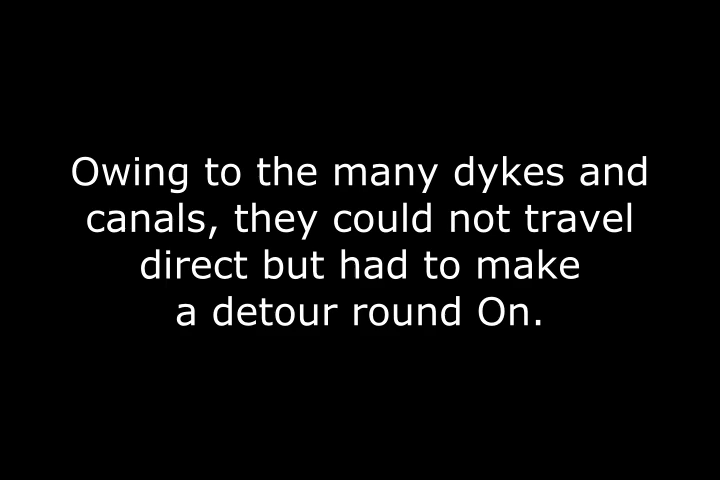 Owing to the many dykes and
canals, they could not travel
direct but had to make
a detour round On.